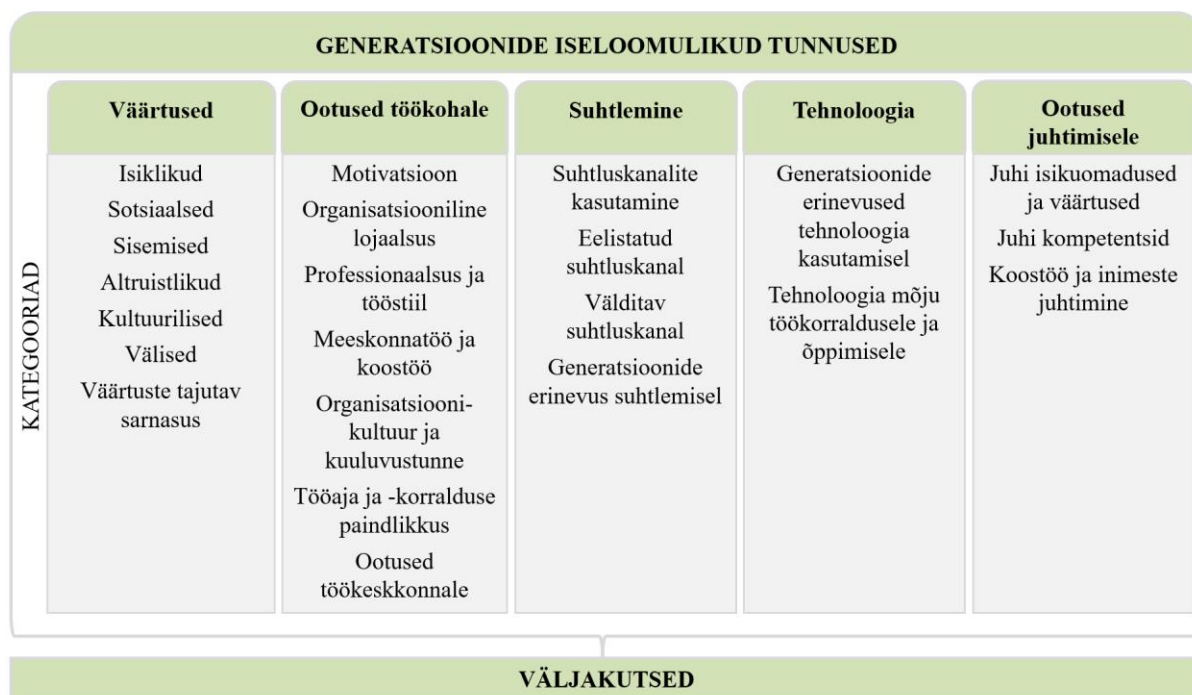 GENERATSIOONIDE ISELOOMULIKUD TUNNUSED
KATEGOORIAD
Väärtused
Isiklikud
Sotsiaalsed
Sisemised
Altruistlikud
Kultuurilised
Välised
Väärtuste tajutav
sarnasus
Ootused töökohale
Motivatsioon
Organisatsiooniline
lojaalsus
Professionaalsus ja
tööstiil
Meeskonnatöö ja
koostöö
Organisatsiooni-
kultuur ja
kuuluvustunne
Tööaja ja -korralduse
paindlikkus
Ootused
töökeskkonnale
Suhtlemine
Suhtluskanalite
kasutamine
Eelistatud
suhtluskanal
Välditav
suhtluskanal
Generatsioonide
erinevus suhtlemisel
Tehnoloogia
Generatsioonide
erinevused
tehnoloogia
kasutamisel
Tehnoloogia mõju
töökorraldusele ja
õppimisele
Ootused
juhtimisele
Juhi isikuomadused
ja väärtused
Juhi kompetentsid
Koostöö ja inimeste
juhtimine
VÄLJAKUTSED